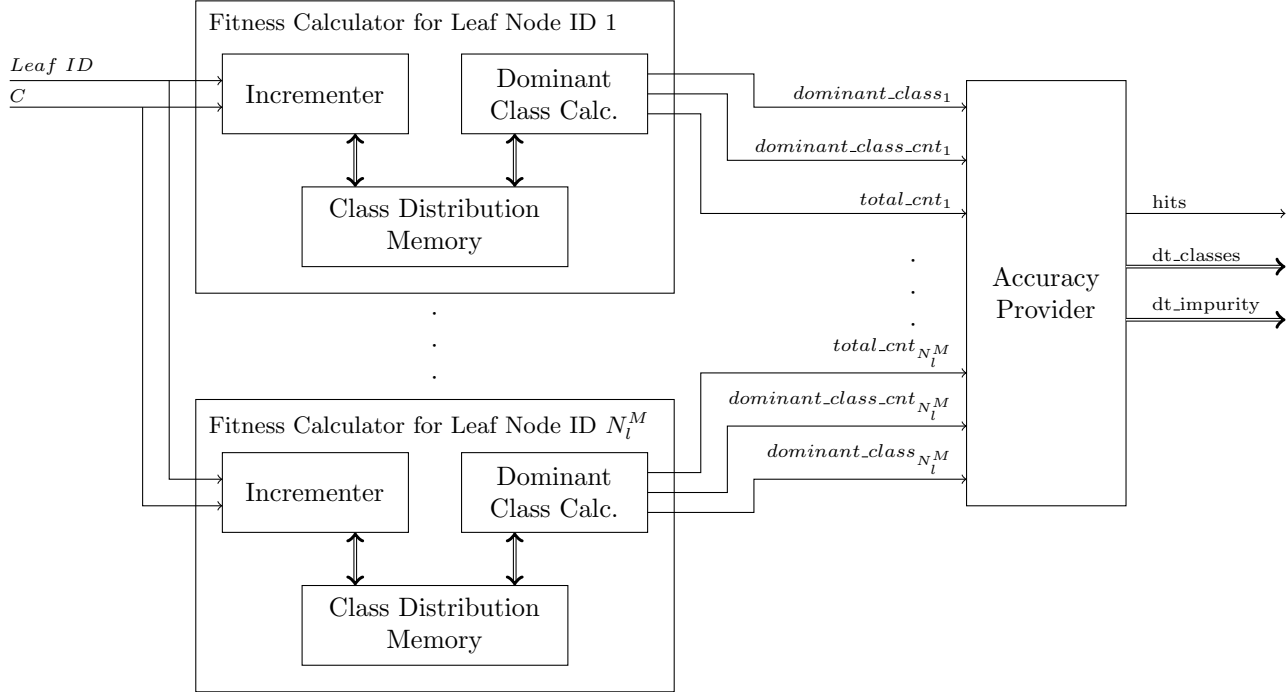 Fitness Calculator for Leaf Node ID 1
Leaf ID
C
Incrementer
Dominant
Class Calc.
Class Distribution
Memory
dominant_class_1
dominant_class_cnt_1
total_cnt_1
.
.
.
.
.
.
Accuracy
Provider
hits
dt_classes
dt_impurity
total_cnt_{N_l^M}
dominant_class_cnt_{N_l^M}
dominant_class_{N_l^M}
Fitness Calculator for Leaf Node ID N_l^M
Incrementer
Dominant
Class Calc.
Class Distribution
Memory